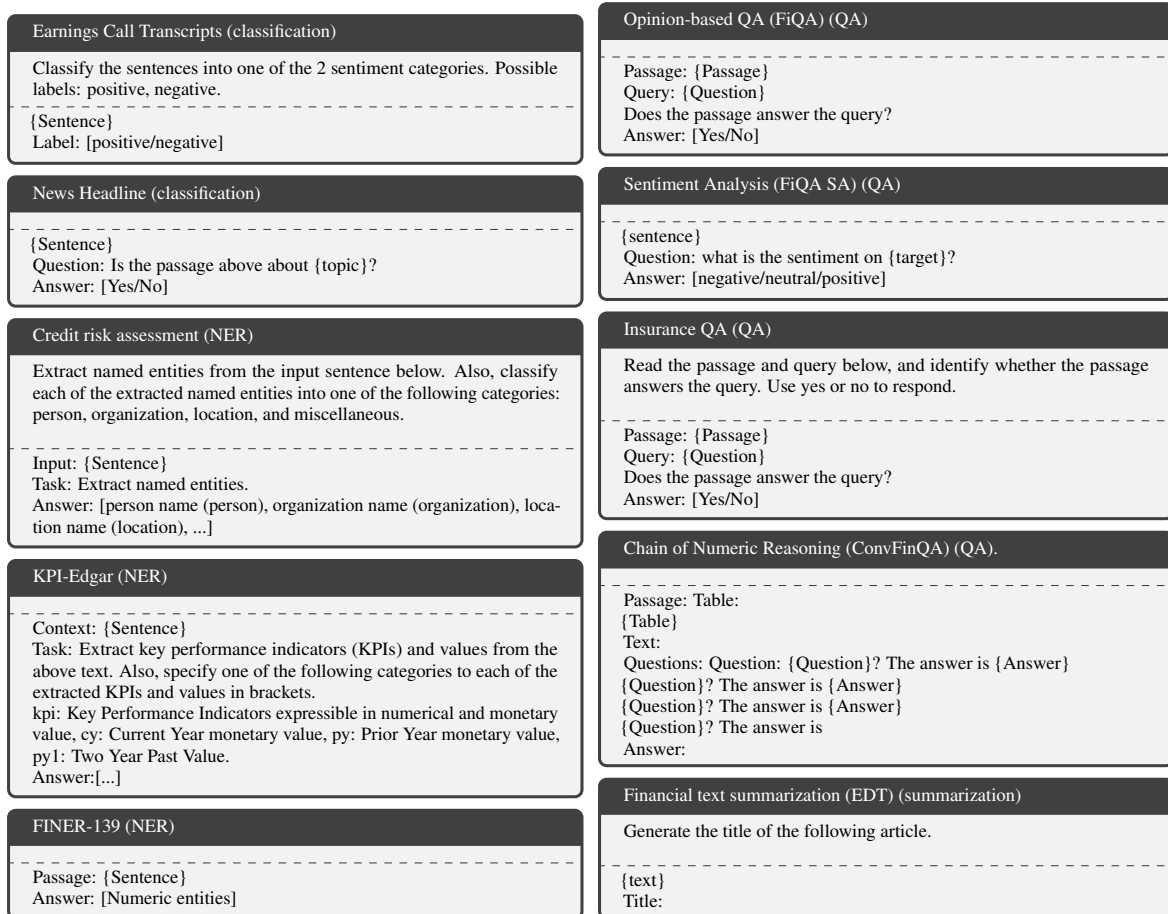 Earnings Call Transcripts (classification)
Classify the sentences into one of the 2 sentiment categories. Possible
labels: positive, negative.
{Sentence}
Label: [positive/negative]
News Headline (classification)
{Sentence}
Question: Is the passage above about {topic}?
Answer: [Yes/No]
Credit risk assessment (NER)
Extract named entities from the input sentence below. Also, classify
each of the extracted named entities into one of the following categories:
person, organization, location, and miscellaneous.
Input: {Sentence}
Task: Extract named entities.
Answer: [person name (person), organization name (organization), loca-
tion name (location), ...]
KPI-Edgar (NER)
Context: {Sentence}
Task: Extract key performance indicators (KPIs) and values from the
above text. Also, specify one of the following categories to each of the
extracted KPIs and values in brackets.
kpi: Key Performance Indicators expressible in numerical and monetary
value, cy: Current Year monetary value, py: Prior Year monetary value,
py1: Two Year Past Value.
Answer:[...]
FINER-139 (NER)
Passage: {Sentence}
Answer: [Numeric entities]
Opinion-based QA (FiQA) (QA)
Passage: {Passage}
Query: {Question}
Does the passage answer the query?
Answer: [Yes/No]
Sentiment Analysis (FiQA SA) (QA)
{sentence}
Question: what is the sentiment on {target}?
Answer: [negative/neutral/positive]
Insurance QA (QA)
Read the passage and query below, and identify whether the passage
answers the query. Use yes or no to respond.
Passage: {Passage}
Query: {Question}
Does the passage answer the query?
Answer: [Yes/No]
Chain of Numeric Reasoning (ConvFinQA) (QA).
Passage: Table:
{Table}
Text:
Questions: Question: {Question}? The answer is {Answer}
{Question}? The answer is {Answer}
{Question}? The answer is {Answer}
{Question}? The answer is
Answer:
Financial text summarization (EDT) (summarization)
Generate the title of the following article.
{text}
Title: